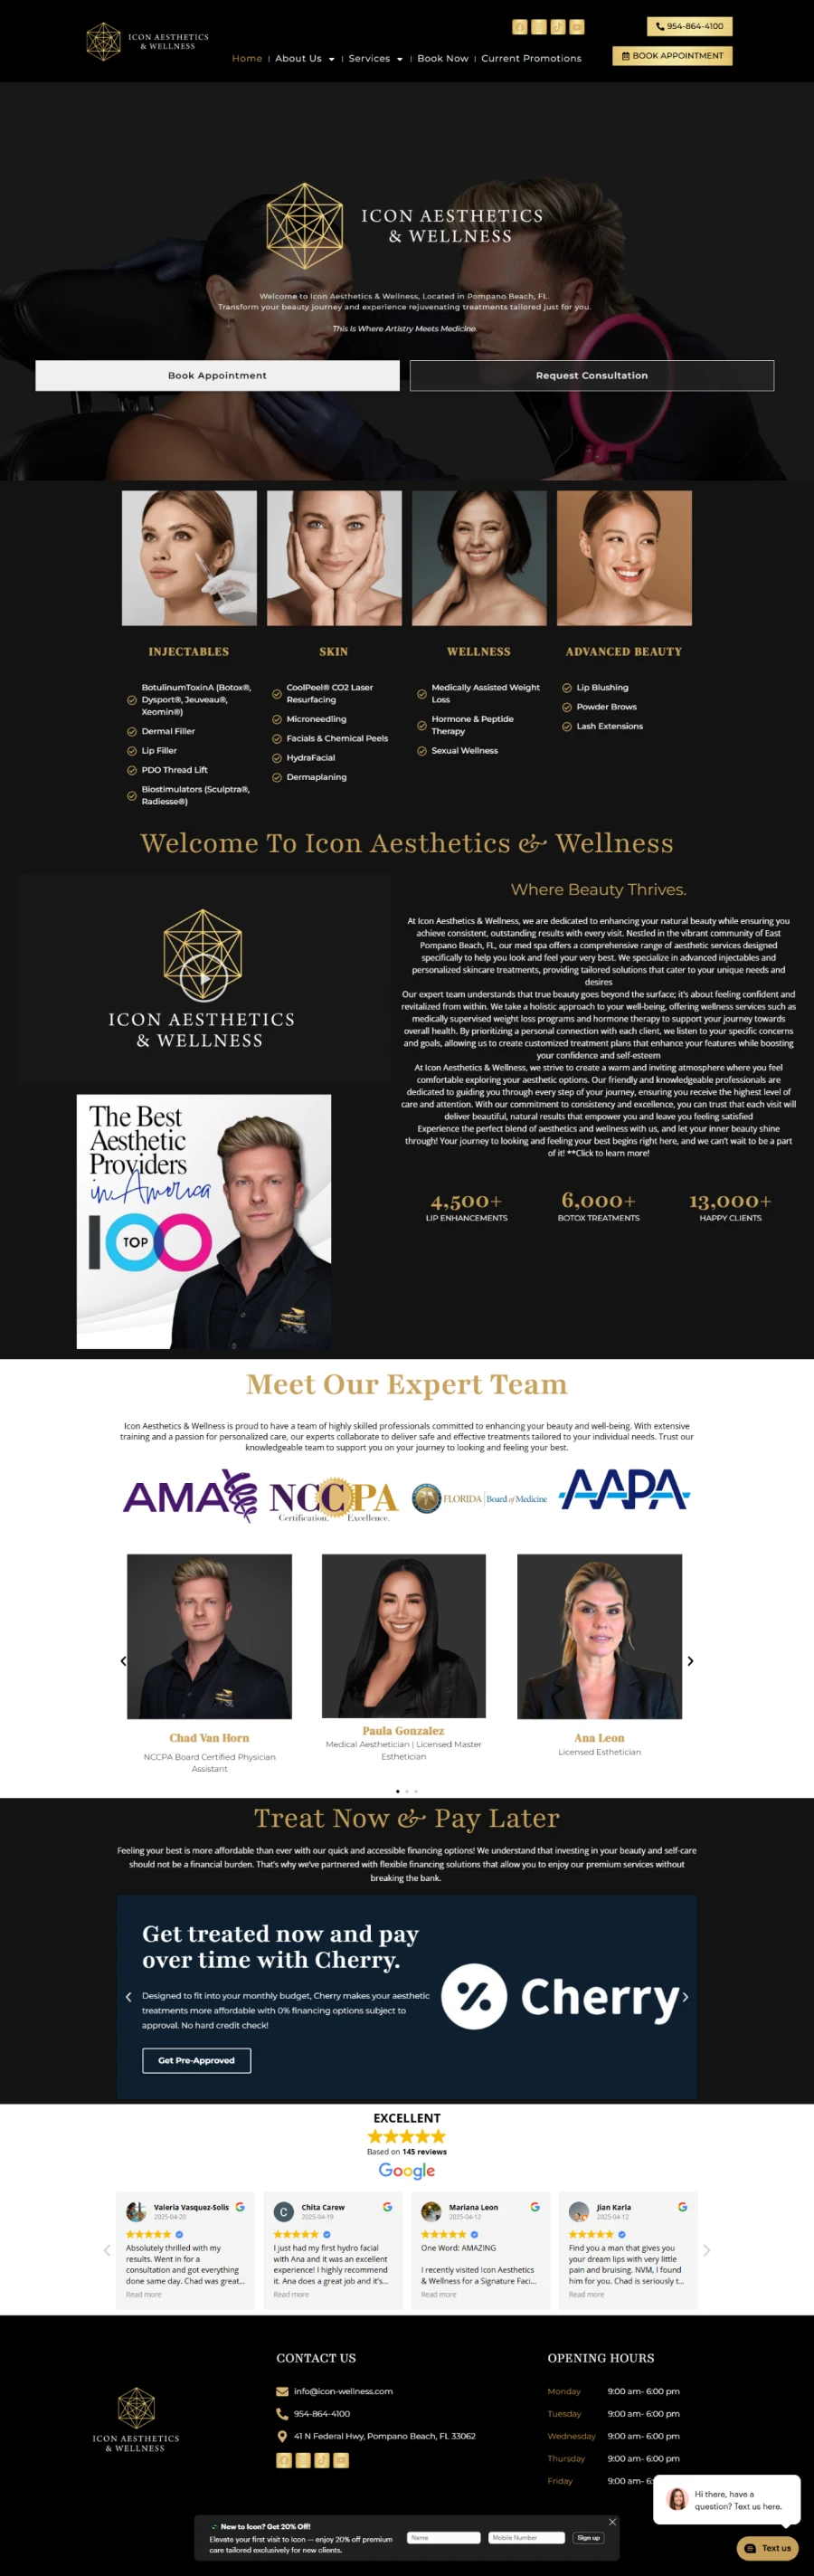 ICON AESTHETICS
& WELLNESS
954-864-4100
BOOK APPOINTMENT
Home | About Us | Services | Book Now | Current Promotions
ICON AESTHETICS
& WELLNESS
Welcome to Icon Aesthetics & Wellness, Located in Pompano Beach, FL.
Transform your beauty journey and experience rejuvenating treatments tailored just for you.
This Is Where Artistry Meets Medicine
Book Appointment
Request Consultation
INJECTABLES
BotulinumToxinA (Botox®,
Dysport®, Jeuveau®,
Xeomin®)
Dermal Filler
Lip Filler
PDO Thread Lift
Biostimulators (Sculptra®,
Radiesse®)
SKIN
CoolPeel® CO2 Laser
Resurfacing
Microneedling
Facials & Chemical Peels
HydraFacial
Dermaplaning
WELLNESS
Medically Assisted Weight
Loss
Hormone & Peptide
Therapy
Sexual Wellness
ADVANCED BEAUTY
Lip Blushing
Powder Brows
Lash Extensions
Welcome To Icon Aesthetics & Wellness
ICON AESTHETICS
& WELLNESS
The Best
Aesthetic
Providers
in America
TOP
100
Where Beauty Thrives.
At Icon Aesthetics & Wellness, we are dedicated to enhancing your natural beauty while ensuring you
achieve consistent, outstanding results with every visit. Nestled in the vibrant community of East
Pompano Beach, FL, our med spa offers a comprehensive range of aesthetic services designed
specifically to help you look and feel your very best. We specialize in advanced injectables and
personalized skincare treatments, providing tailored solutions that cater to your unique needs and
desires
Our expert team understands that true beauty goes beyond the surface; it's about feeling confident and
revitalized from within. We take a holistic approach to your well-being, offering wellness services such as
medically supervised weight loss programs and hormone therapy to support your journey towards
overall health. By prioritizing a personal connection with each client, we listen to your specific concerns
and goals, allowing us to create customized treatment plans that enhance your features while boosting
your confidence and self-esteem
At Icon Aesthetics & Wellness, we strive to create a warm and inviting atmosphere where you feel
comfortable exploring your aesthetic options. Our friendly and knowledgeable professionals are
dedicated to guiding you through every step of your journey, ensuring you receive the highest level of
care and attention. With our commitment to consistency and excellence, you can trust that each visit will
deliver beautiful, natural results that empower you and leave you feeling satisfied
Experience the perfect blend of aesthetics and wellness with us, and let your inner beauty shine
through! Your journey to looking and feeling your best begins right here, and we can't wait to be a part
of it! **Click to learn more!
4,500+
LIP ENHANCEMENTS
6,000+
BOTOX TREATMENTS
13,000+
HAPPY CLIENTS
Meet Our Expert Team
Icon Aesthetics & Wellness is proud to have a team of highly skilled professionals committed to enhancing your beauty and well-being. With extensive
training and a passion for personalized care, our experts collaborate to deliver safe and effective treatments tailored to your individual needs. Trust our
knowledgeable team to support you on your journey to looking and feeling your best.
AMA
NCCPA
Certification. Excellence.
FLORIDA | Board of Medicine
AAPA
Chad Van Horn
NCCPA Board Certified Physician
Assistant
Paula Gonzalez
Medical Aesthetician | Licensed Master
Esthetician
Ana Leon
Licensed Esthetician
Treat Now & Pay Later
Feeling your best is more affordable than ever with our quick and accessible financing options! We understand that investing in your beauty and self-care
should not be a financial burden. That's why we've partnered with flexible financing solutions that allow you to enjoy our premium services without
breaking the bank.
Get treated now and pay
over time with Cherry.
Designed to fit into your monthly budget, Cherry makes your aesthetic
treatments more affordable with 0% financing options subject to
approval. No hard credit check!
Get Pre-Approved
Cherry
EXCELLENT
Based on 145 reviews
Google
Valeria Vasquez-Solis
2025-04-20
Absolutely thrilled with my
results. Went in for a
consultation and got everything
done same day. Chad was great...
Read more
C
Chita Carew
2025-04-19
I just had my first hydro facial
with Ana and it was an excellent
experience! I highly recommend
it. Ana does a great job and it's...
Read more
Mariana Leon
2025-04-12
One Word: AMAZING
I recently visited Icon Aesthetics
& Wellness for a Signature Faci...
Read more
Jian Karla
2025-04-12
Find you a man that gives you
your dream lips with very little
pain and bruising. NVM, I found
him for you. Chad is seriously t...
Read more
ICON AESTHETICS
& WELLNESS
CONTACT US
info@icon-wellness.com
954-864-4100
41 N Federal Hwy, Pompano Beach, FL 33062
OPENING HOURS
Monday 9:00 am- 6:00 pm
Tuesday 9:00 am- 6:00 pm
Wednesday 9:00 am- 6:00 pm
Thursday 9:00 am- 6:00 pm
Friday 9:00 am- 6:
Hi there, have a
question? Text us here.
Text us
New to Icon? Get 20% Off!
Elevate your first visit to Icon — enjoy 20% off premium
care tailored exclusively for new clients.
Name
Mobile Number
Sign up